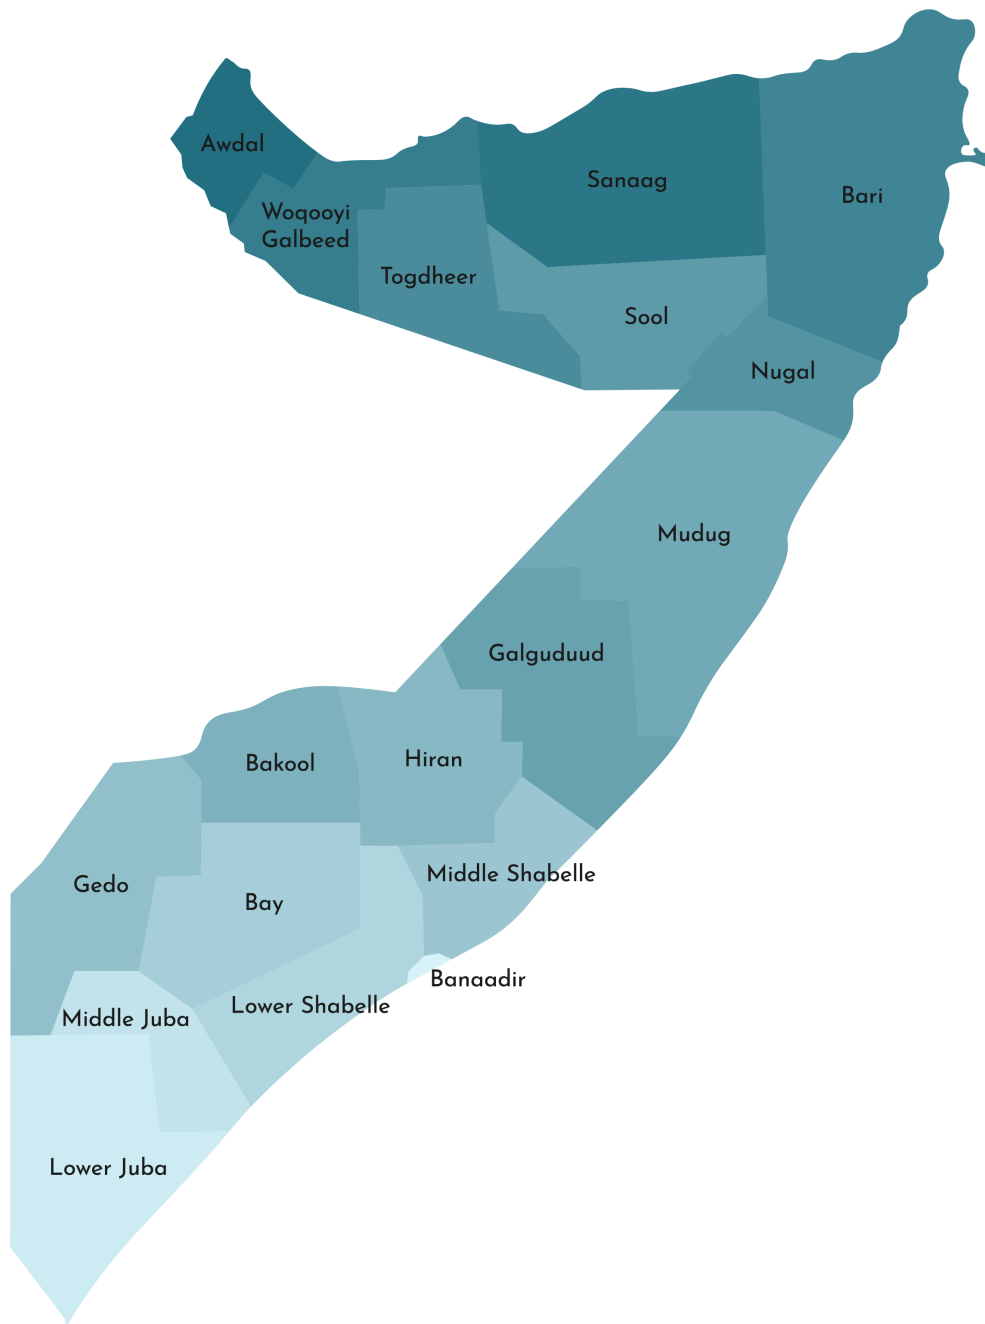 Awdal
Sanaag
Bari
Woqooyi
Galbeed
Togdheer
Sool
Nugal
Mudug
Galguduud
Hiran
Bakool
Middle Shabelle
Gedo
Bay
Banaadir
Lower Shabelle
Middle Juba
Lower Juba